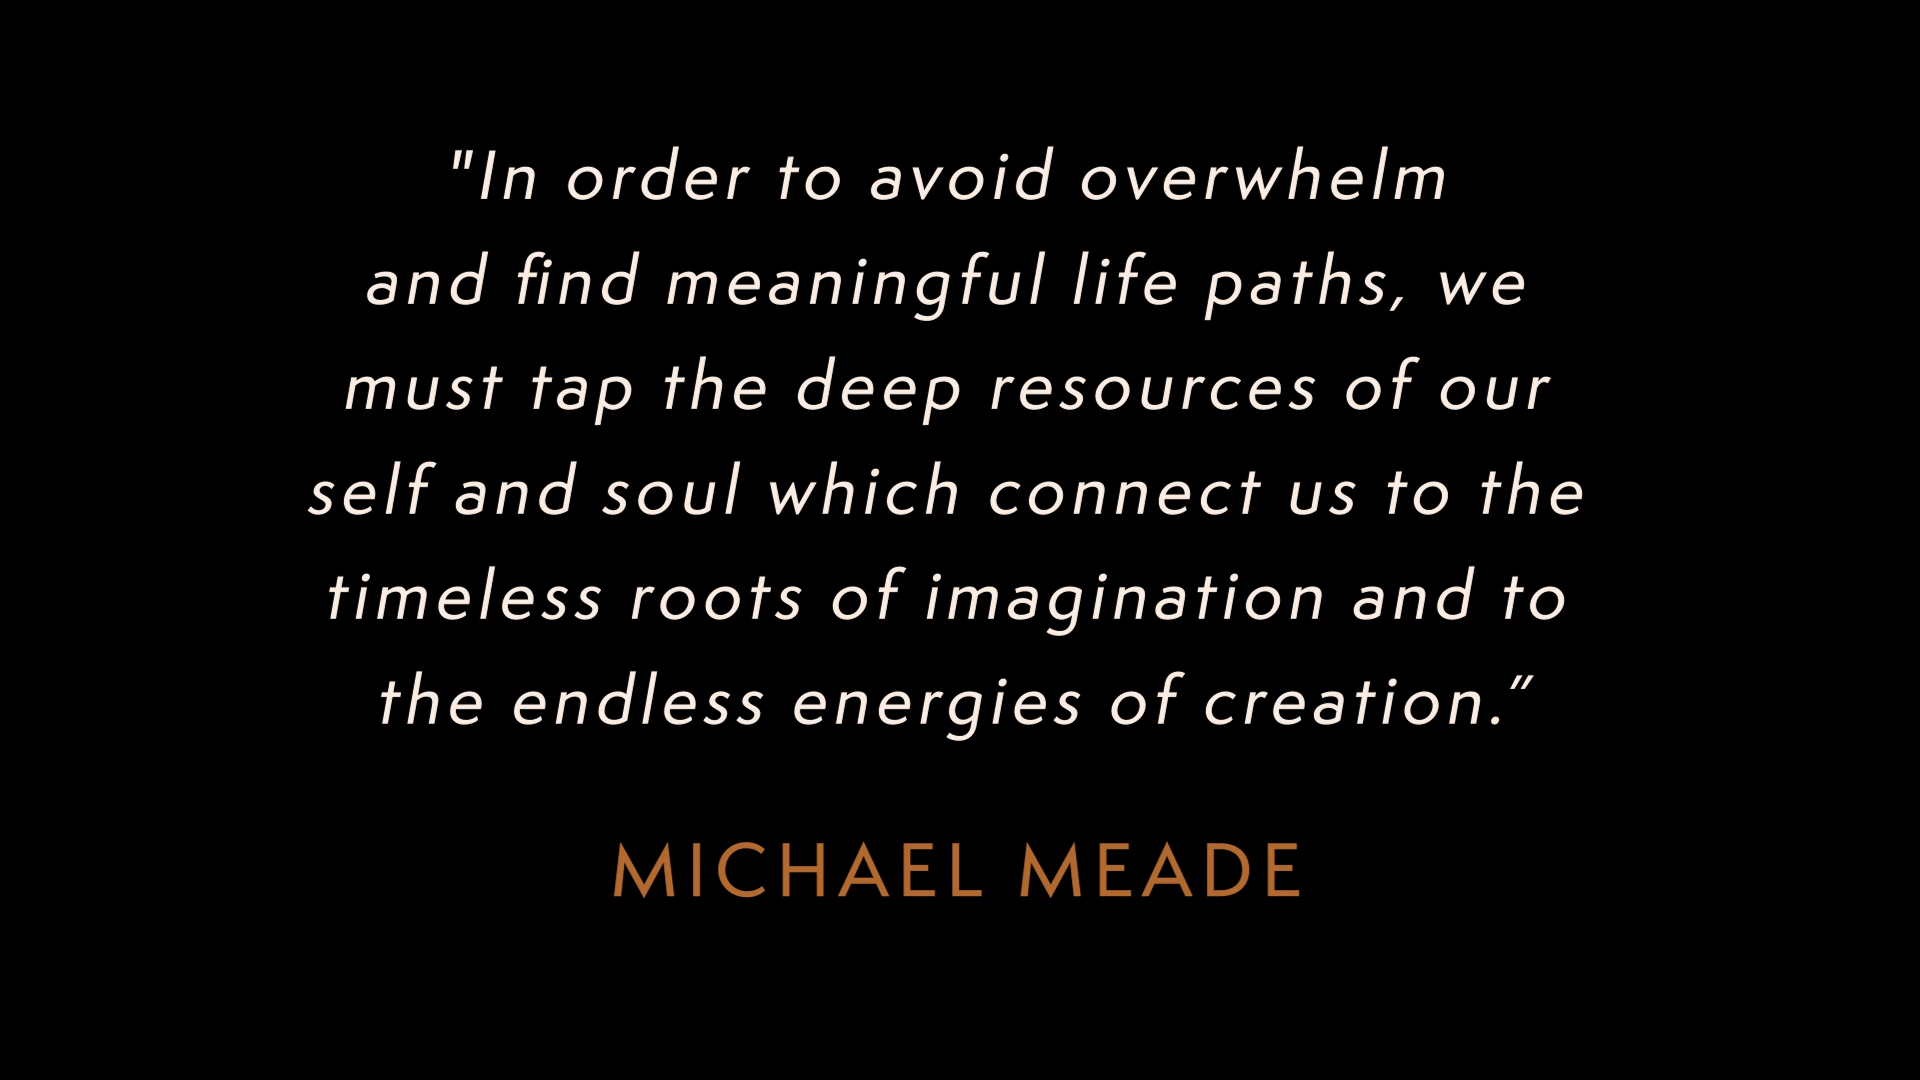 "In order to avoid overwhelm
and find meaningful life paths, we
must tap the deep resources of our
self and soul which connect us to the
timeless roots of imagination and to
the endless energies of creation.”
MICHAEL MEADE